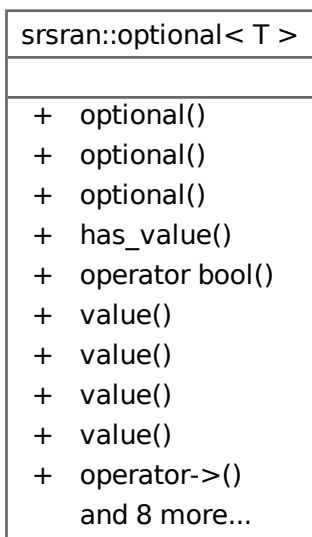 srsran::optional< T >
+ optional()
+ optional()
+ optional()
+ has_value()
+ operator bool()
+ value()
+ value()
+ value()
+ value()
+ operator->()
and 8 more...